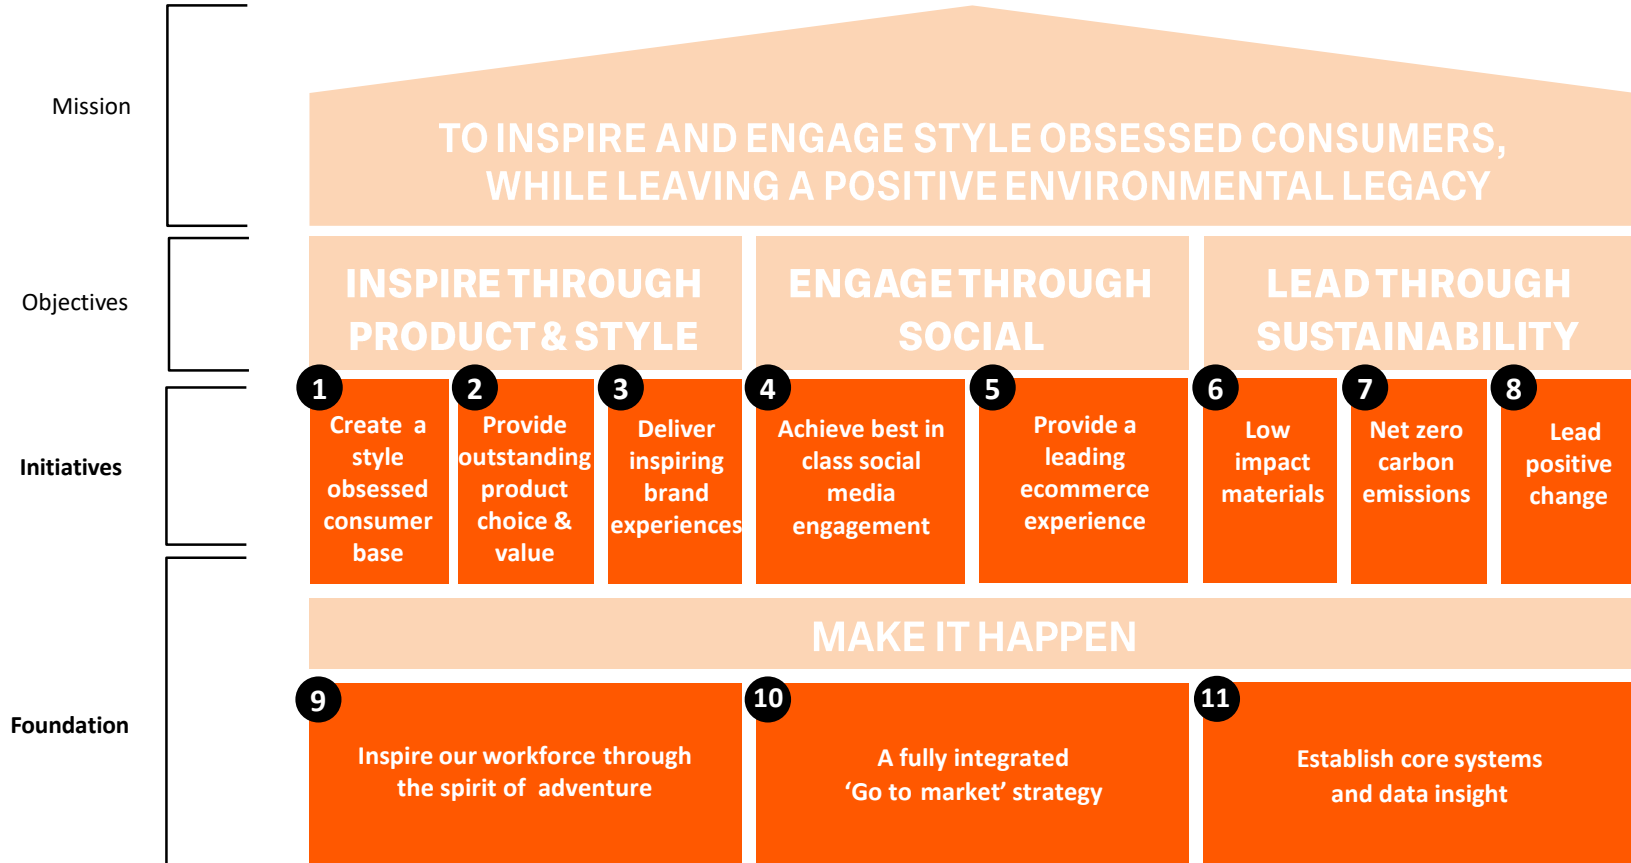 Mission
TO INSPIRE AND ENGAGE STYLE OBSESSED CONSUMERS,
WHILE LEAVING A POSITIVE ENVIRONMENTAL LEGACY
Objectives
INSPIRE THROUGH
PRODUCT & STYLE
ENGAGE THROUGH
SOCIAL
LEAD THROUGH
SUSTAINABILITY
Initiatives
1
Create a
style
obsessed
consumer
base
2
Provide
outstanding
product
choice &
value
3
Deliver
inspiring
brand
experiences
4
Achieve best in
class social
media
engagement
5
Provide a
leading
ecommerce
experience
6
Low
impact
materials
7
Net zero
carbon
emissions
8
Lead
positive
change
Foundation
MAKE IT HAPPEN
9
Inspire our workforce through
the spirit of adventure
10
A fully integrated
‘Go to market’ strategy
11
Establish core systems
and data insight